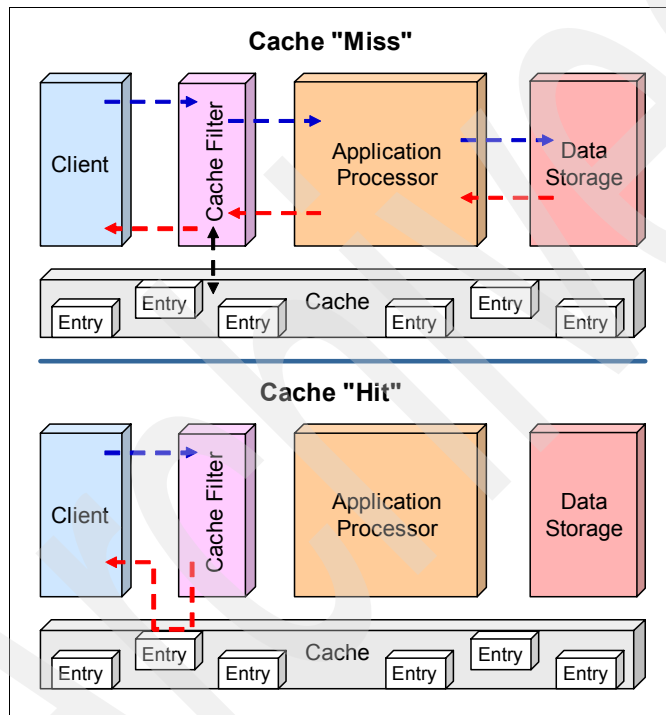 Cache "Miss"
Client
Cache Filter
Application
Processor
Data
Storage
Cache
Entry
Entry
Entry
Entry
Entry
Entry
Cache "Hit"
Client
Cache Filter
Application
Processor
Data
Storage
Cache
Entry
Entry
Entry
Entry
Entry
Entry